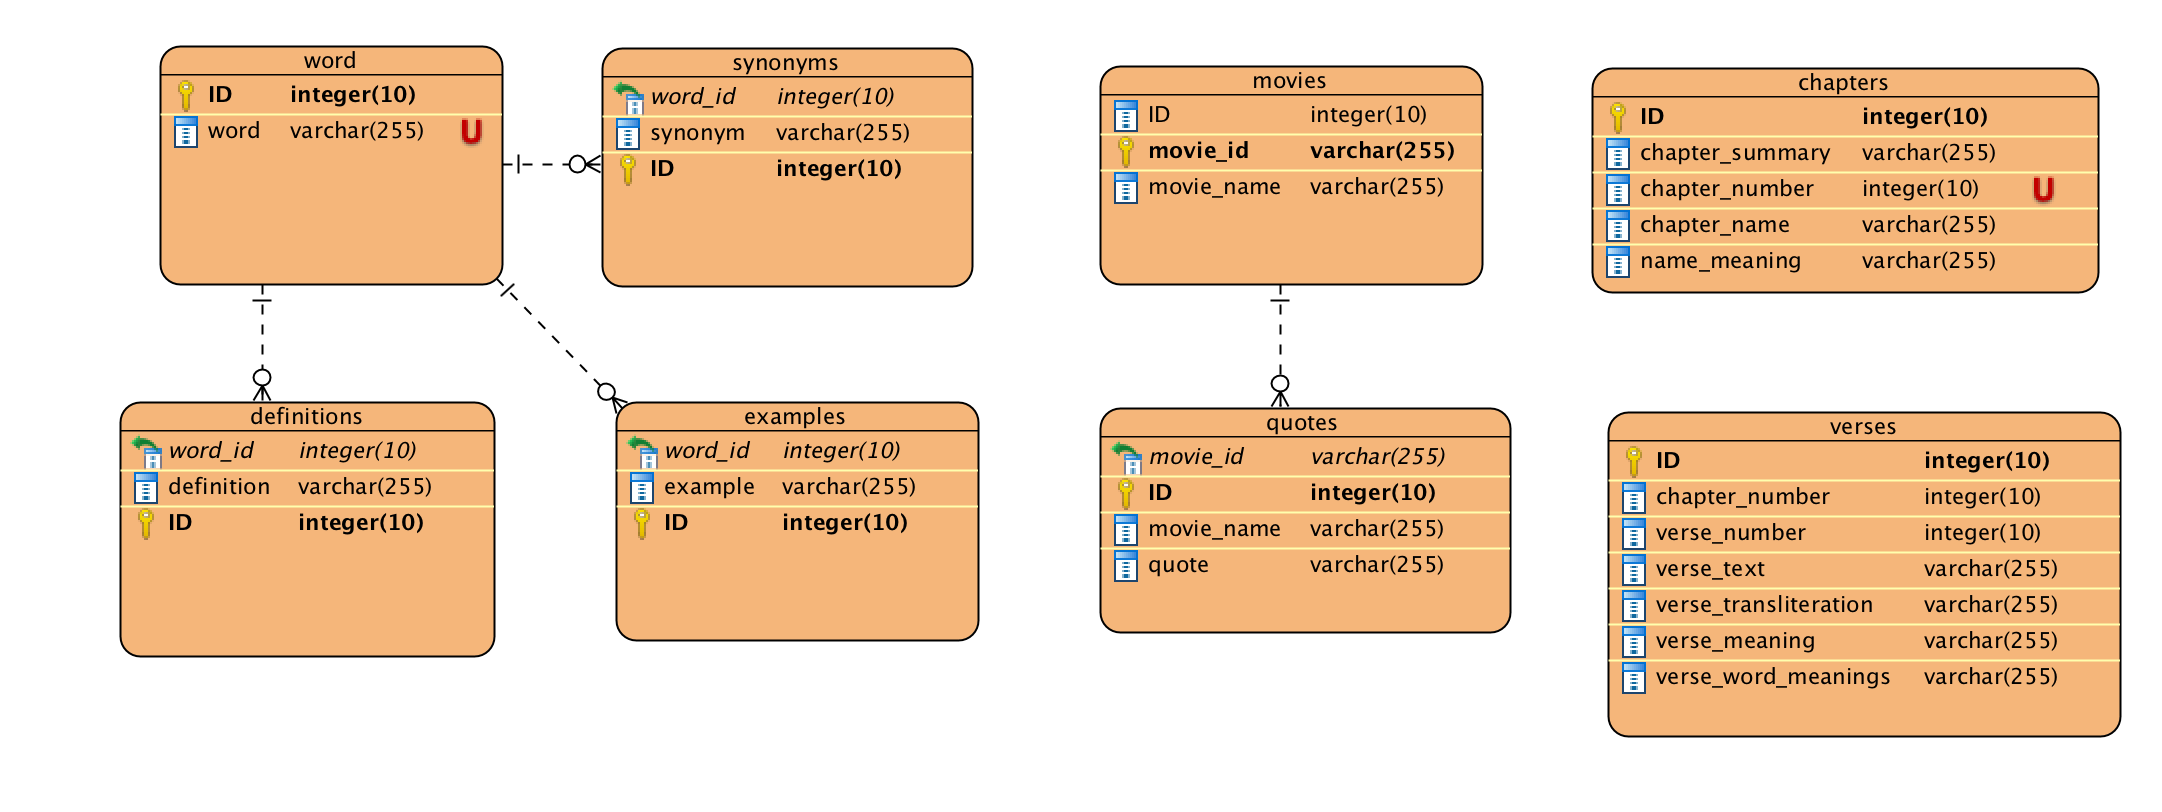 word
ID integer(10)
word varchar(255) U
synonyms
word_id integer(10)
synonym varchar(255)
ID integer(10)
definitions
word_id integer(10)
definition varchar(255)
ID integer(10)
examples
word_id integer(10)
example varchar(255)
ID integer(10)
movies
ID integer(10)
movie_id varchar(255)
movie_name varchar(255)
quotes
movie_id varchar(255)
ID integer(10)
movie_name varchar(255)
quote varchar(255)
chapters
ID integer(10)
chapter_summary varchar(255)
chapter_number integer(10) U
chapter_name varchar(255)
name_meaning varchar(255)
verses
ID integer(10)
chapter_number integer(10)
verse_number integer(10)
verse_text varchar(255)
verse_transliteration varchar(255)
verse_meaning varchar(255)
verse_word_meanings varchar(255)